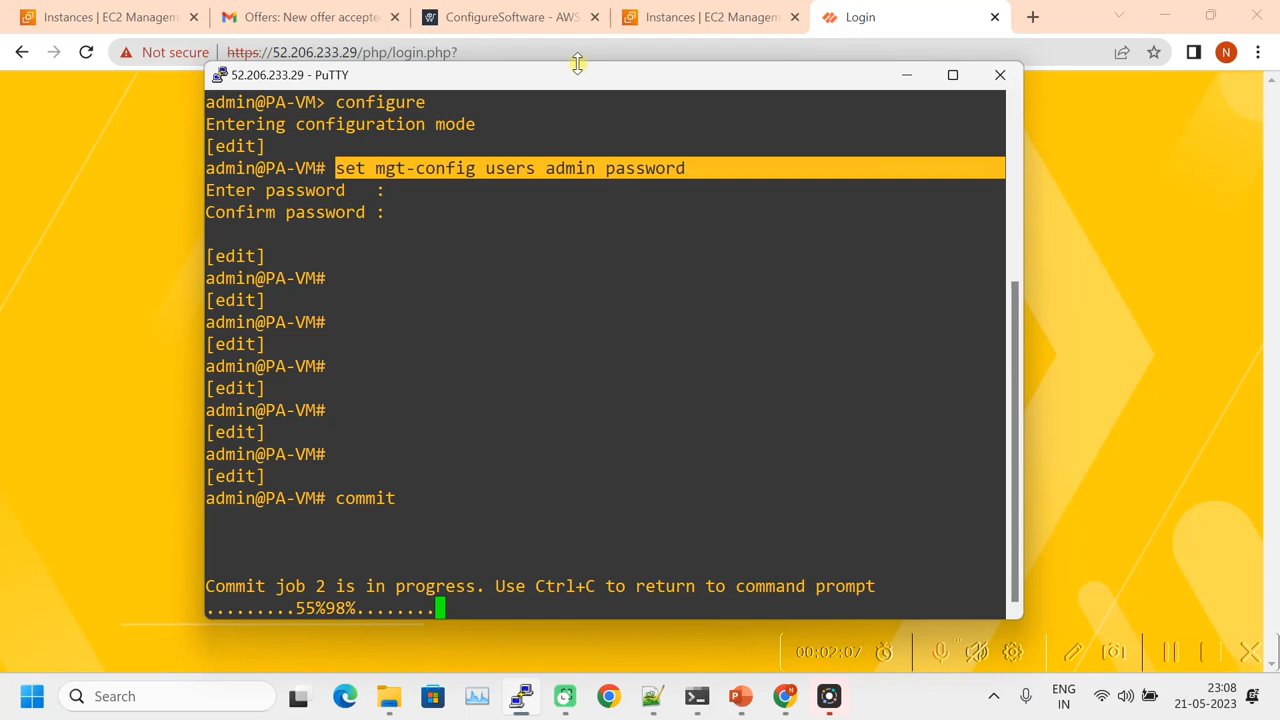 Instances | EC2 Managem
Offers: New offer accepte
ConfigureSoftware - AWS
Instances | EC2 Managem
Login
Not secure
https://52.206.233.29/php/login.php?
N
52.206.233.29 - PuTTY
admin@PA-VM> configure
Entering configuration mode
[edit]
admin@PA-VM# set mgt-config users admin password
Enter password   :
Confirm password :
[edit]
admin@PA-VM#
[edit]
admin@PA-VM#
[edit]
admin@PA-VM#
[edit]
admin@PA-VM#
[edit]
admin@PA-VM#
[edit]
admin@PA-VM# commit
Commit job 2 is in progress. Use Ctrl+C to return to command prompt
.........55%98%........
00:02:07
Search
ENG
IN
23:08
21-05-2023